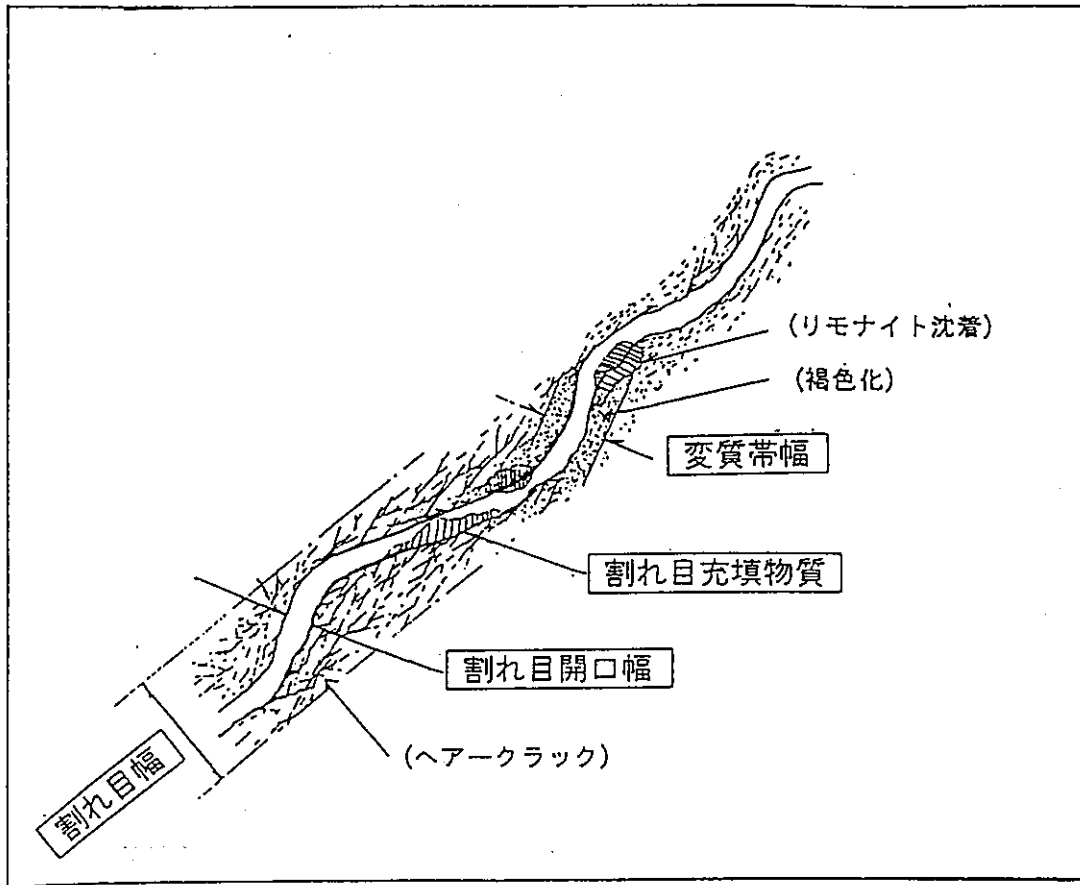 (リモナイト沈着)
(褐色化)
変質帯幅
割れ目充填物質
割れ目開口幅
(ヘアークラック)
割れ目幅